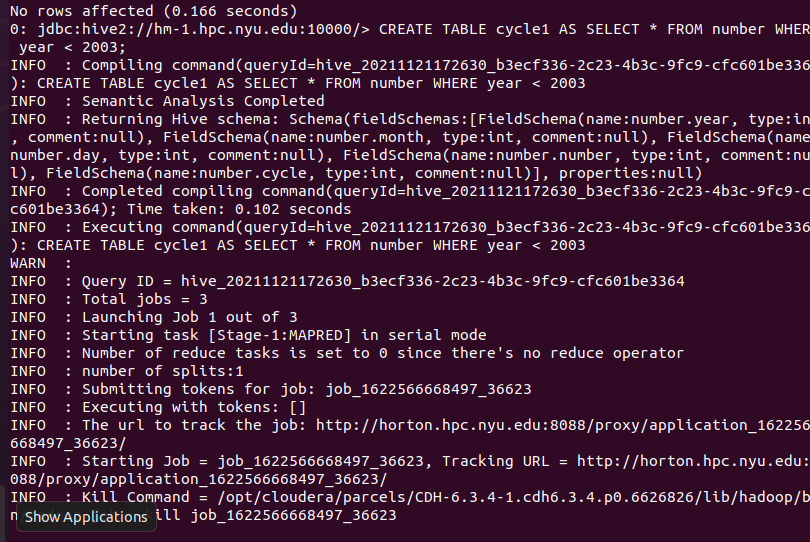 No rows affected (0.166 seconds)
0: jdbc:hive2://hm-1.hpc.nyu.edu:10000/> CREATE TABLE cycle1 AS SELECT * FROM number WHER
 year < 2003;
INFO  : Compiling command(queryId=hive_20211121172630_b3ecf336-2c23-4b3c-9fc9-cfc601be336
): CREATE TABLE cycle1 AS SELECT * FROM number WHERE year < 2003
INFO  : Semantic Analysis Completed
INFO  : Returning Hive schema: Schema(fieldSchemas:[FieldSchema(name:number.year, type:in
, comment:null), FieldSchema(name:number.month, type:int, comment:null), FieldSchema(name
number.day, type:int, comment:null), FieldSchema(name:number.number, type:int, comment:nu
l), FieldSchema(name:number.cycle, type:int, comment:null)], properties:null)
INFO  : Completed compiling command(queryId=hive_20211121172630_b3ecf336-2c23-4b3c-9fc9-c
c601be3364); Time taken: 0.102 seconds
INFO  : Executing command(queryId=hive_20211121172630_b3ecf336-2c23-4b3c-9fc9-cfc601be336
): CREATE TABLE cycle1 AS SELECT * FROM number WHERE year < 2003
WARN  :
INFO  : Query ID = hive_20211121172630_b3ecf336-2c23-4b3c-9fc9-cfc601be3364
INFO  : Total jobs = 3
INFO  : Launching Job 1 out of 3
INFO  : Starting task [Stage-1:MAPRED] in serial mode
INFO  : Number of reduce tasks is set to 0 since there's no reduce operator
INFO  : number of splits:1
INFO  : Submitting tokens for job: job_1622566668497_36623
INFO  : Executing with tokens: []
INFO  : The url to track the job: http://horton.hpc.nyu.edu:8088/proxy/application_162256
668497_36623/
INFO  : Starting Job = job_1622566668497_36623, Tracking URL = http://horton.hpc.nyu.edu:
088/proxy/application_1622566668497_36623/
INFO  : Kill Command = /opt/cloudera/parcels/CDH-6.3.4-1.cdh6.3.4.p0.6626826/lib/hadoop/b
n Show Applications ill job_1622566668497_36623